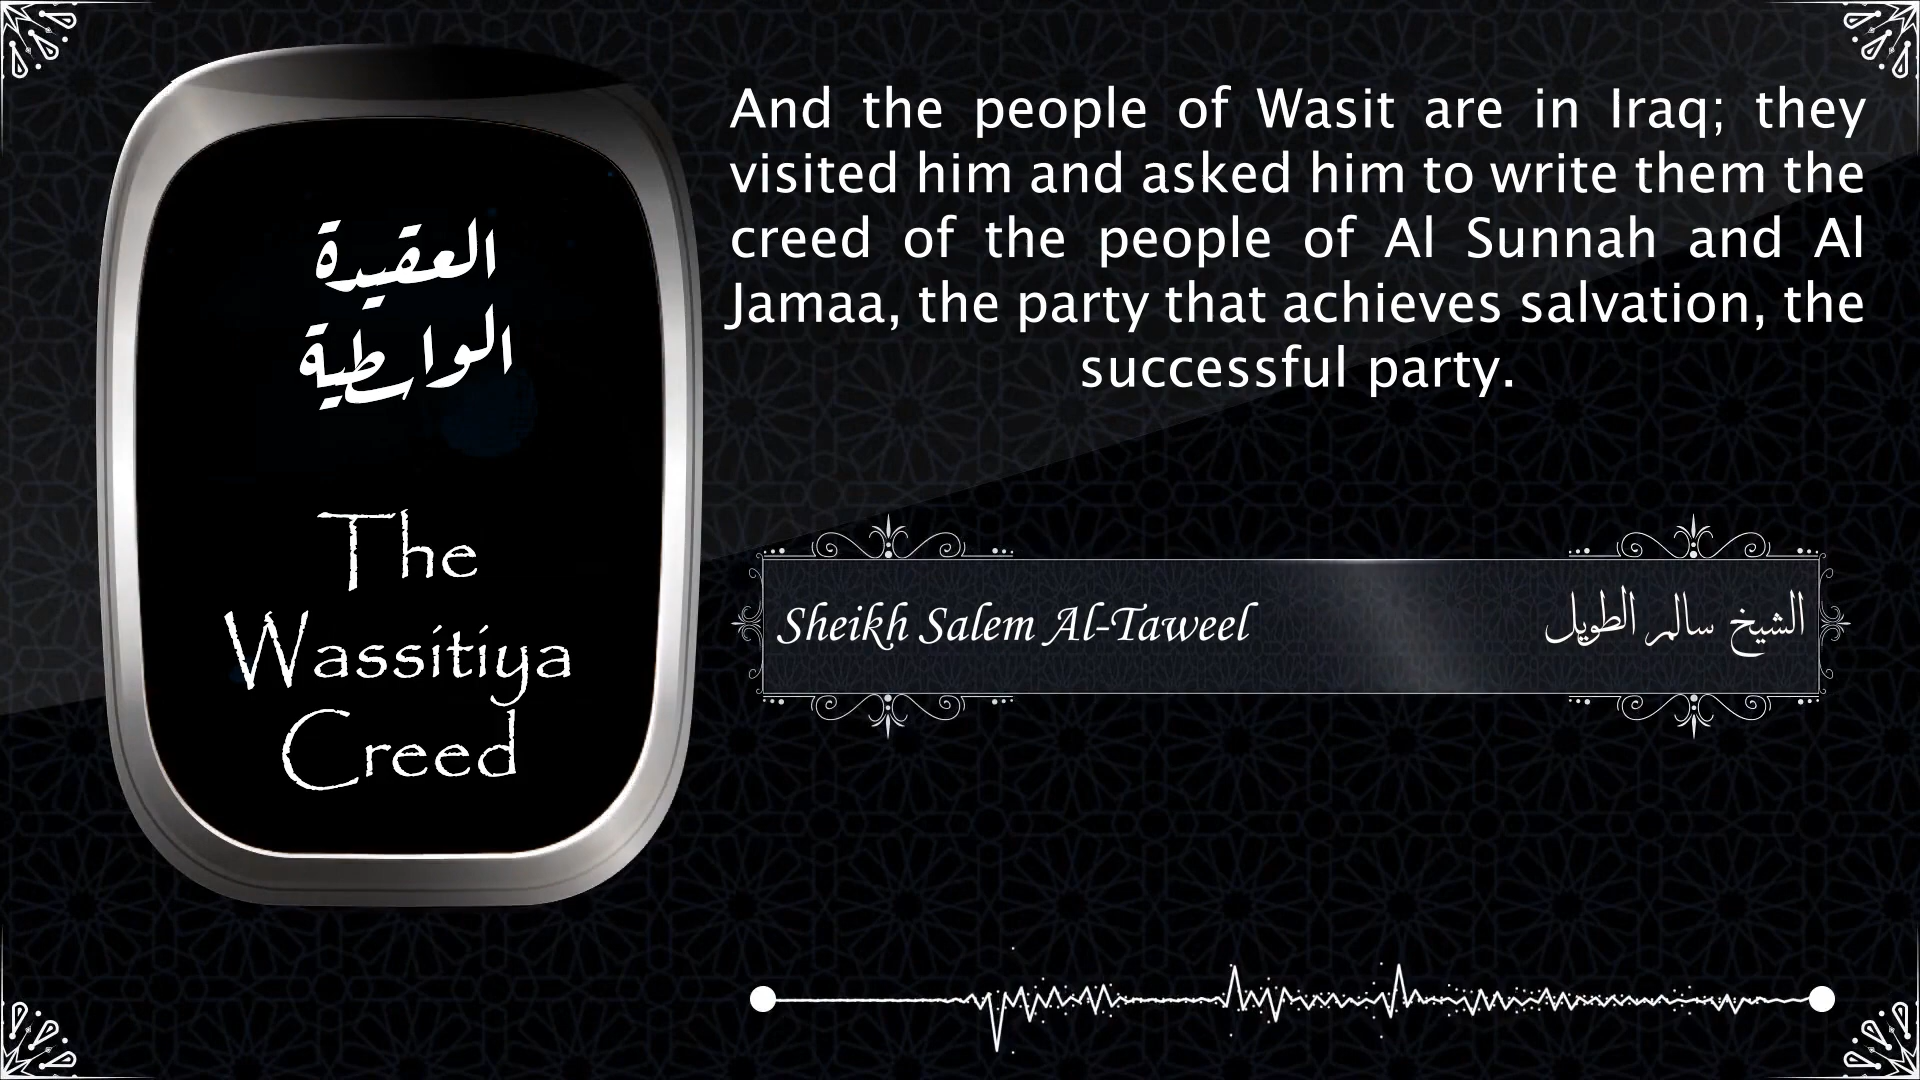 العقيدة
الواسطية
The
Wassitiya
Creed
And the people of Wasit are in Iraq; they
visited him and asked him to write them the
creed of the people of Al Sunnah and Al
Jamaa, the party that achieves salvation, the
successful party.
Sheikh Salem Al-Taweel
الشيخ سالم الطويل